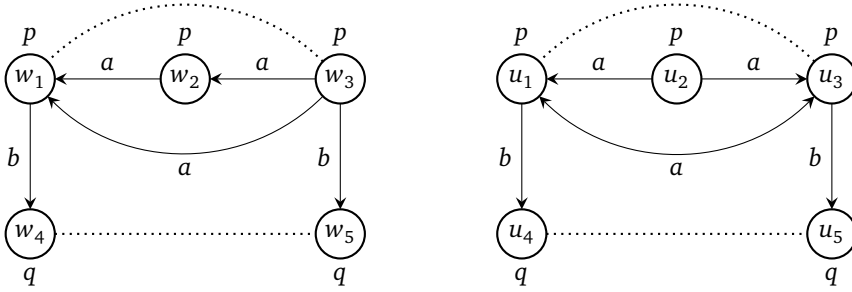 p p p p p p
w₁ a w₂ a w₃ u₁ a u₂ a u₃
b a b b a b
w₄ w₅ u₄ u₅
q q q q